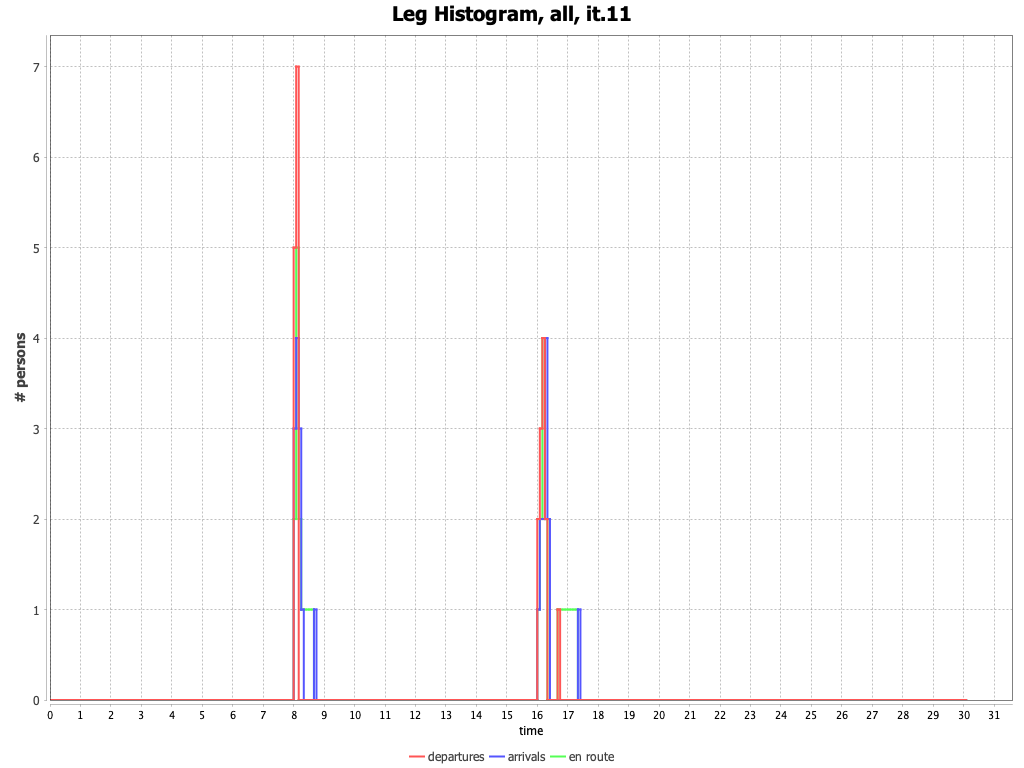 Leg Histogram, all, it.11
# persons
7
6
5
4
3
2
1
0
0 1 2 3 4 5 6 7 8 9 10 11 12 13 14 15 16 17 18 19 20 21 22 23 24 25 26 27 28 29 30 31
time
departures arrivals en route